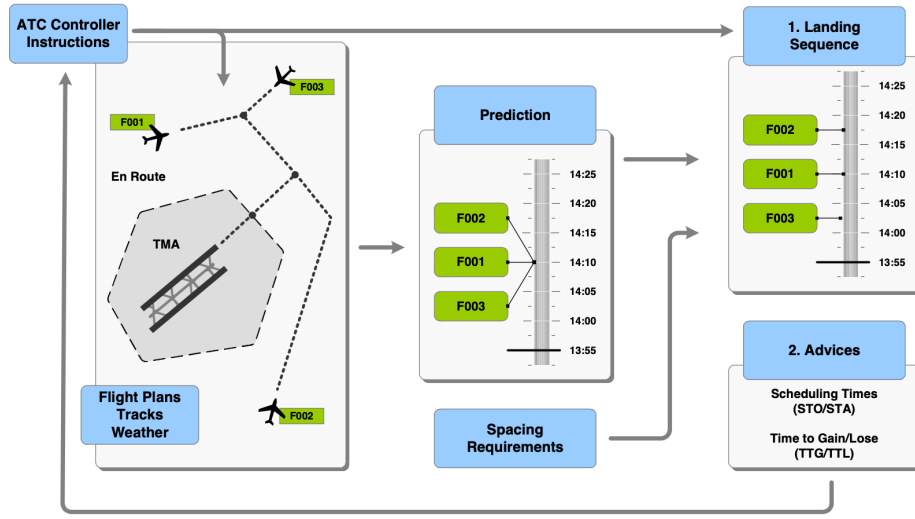 ATC Controller
Instructions
F003
F001
En Route
TMA
F002
Flight Plans
Tracks
Weather
Prediction
14:25
F002
14:20
14:15
F001
14:10
14:05
F003
14:00
13:55
Spacing
Requirements
1. Landing
Sequence
14:25
14:20
F002
14:15
F001
14:10
14:05
F003
14:00
13:55
2. Advices
Scheduling Times
(STO/STA)
Time to Gain/Lose
(TTG/TTL)